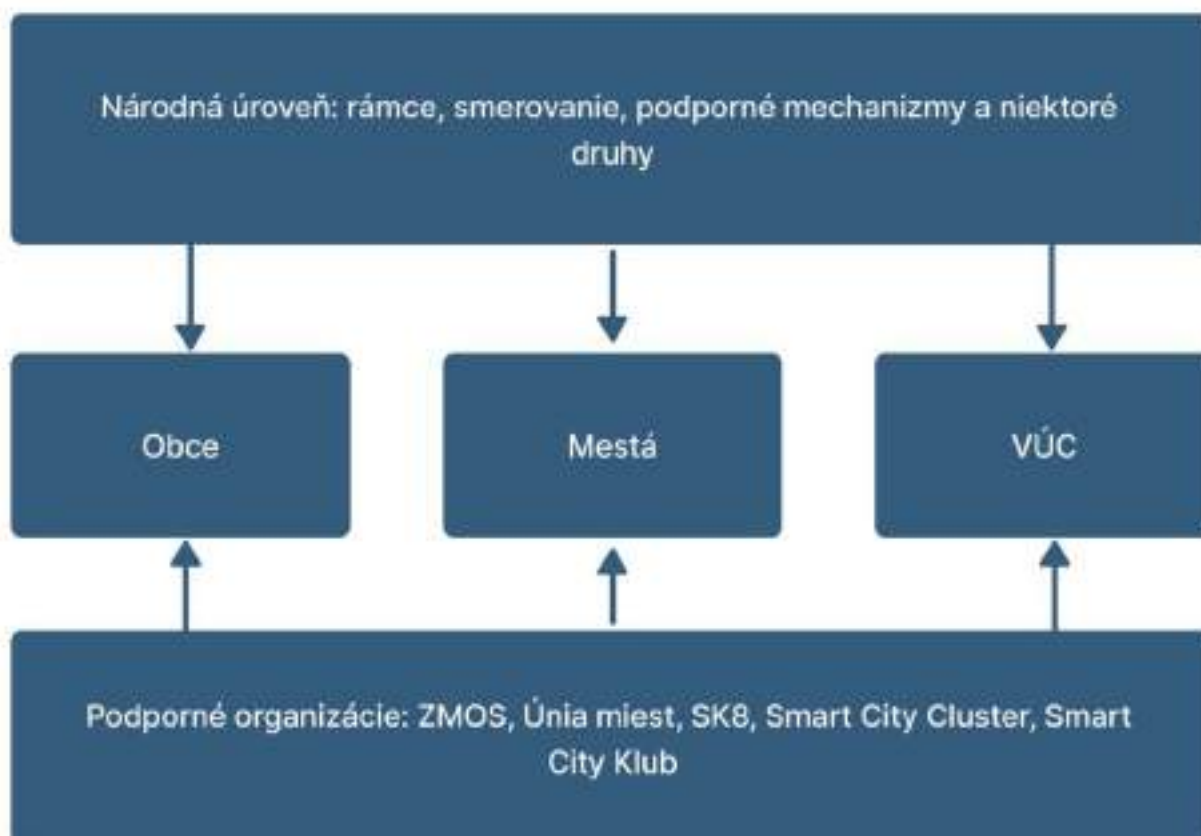 Národná úroveň: rámce, smerovanie, podporné mechanizmy a niektoré
druhy
Obce
Mestá
VÚC
Podporné organizácie: ZMOS, Únia miest, SK8, Smart City Cluster, Smart
City Klub